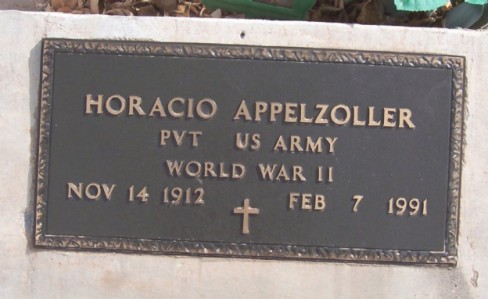 HORACIO APPELZOLLER
PVT US ARMY
WORLD WAR II
NOV 14 1912 FEB 7 1991